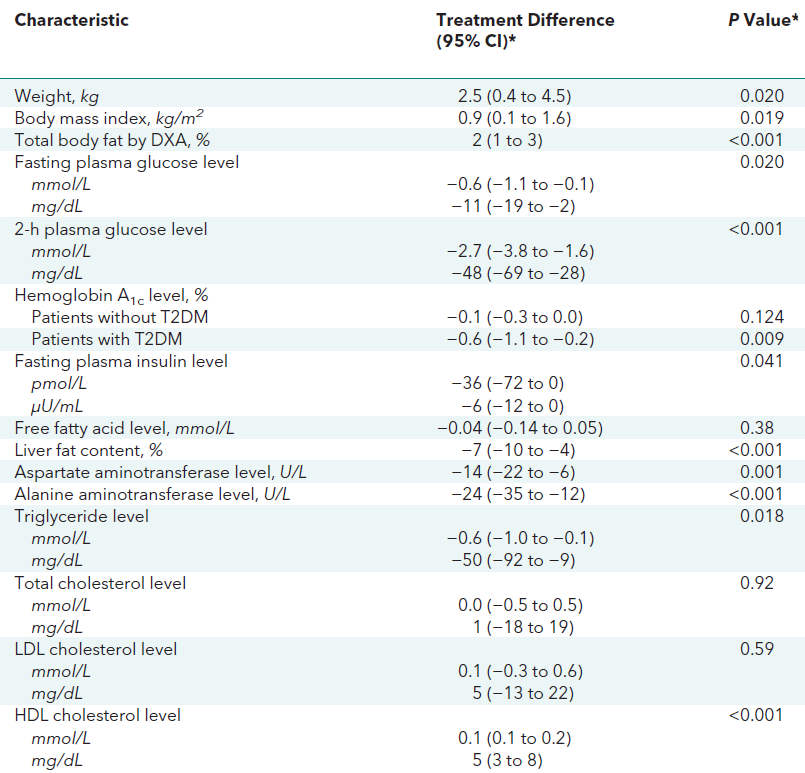 Characteristic Treatment Difference P Value*
(95% CI)*
Weight, kg 2.5 (0.4 to 4.5) 0.020
Body mass index, kg/m² 0.9 (0.1 to 1.6) 0.019
Total body fat by DXA, % 2 (1 to 3) <0.001
Fasting plasma glucose level 0.020
mmol/L −0.6 (−1.1 to −0.1)
mg/dL −11 (−19 to −2)
2-h plasma glucose level <0.001
mmol/L −2.7 (−3.8 to −1.6)
mg/dL −48 (−69 to −28)
Hemoglobin A1c level, %
Patients without T2DM −0.1 (−0.3 to 0.0) 0.124
Patients with T2DM −0.6 (−1.1 to −0.2) 0.009
Fasting plasma insulin level 0.041
pmol/L −36 (−72 to 0)
μU/mL −6 (−12 to 0)
Free fatty acid level, mmol/L −0.04 (−0.14 to 0.05) 0.38
Liver fat content, % −7 (−10 to −4) <0.001
Aspartate aminotransferase level, U/L −14 (−22 to −6) 0.001
Alanine aminotransferase level, U/L −24 (−35 to −12) <0.001
Triglyceride level 0.018
mmol/L −0.6 (−1.0 to −0.1)
mg/dL −50 (−92 to −9)
Total cholesterol level 0.92
mmol/L 0.0 (−0.5 to 0.5)
mg/dL 1 (−18 to 19)
LDL cholesterol level 0.59
mmol/L 0.1 (−0.3 to 0.6)
mg/dL 5 (−13 to 22)
HDL cholesterol level <0.001
mmol/L 0.1 (0.1 to 0.2)
mg/dL 5 (3 to 8)